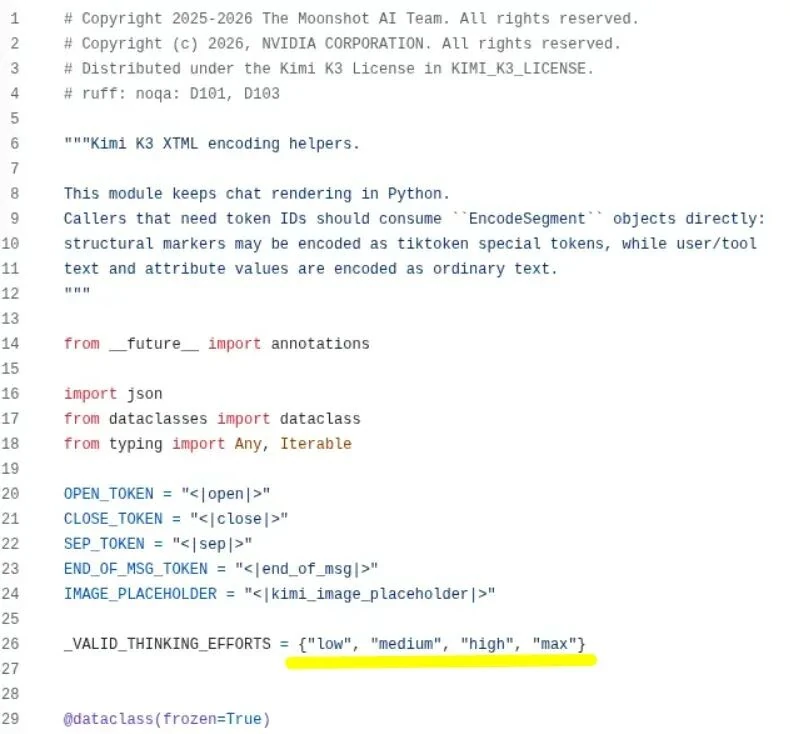 1 # Copyright 2025-2026 The Moonshot AI Team. All rights reserved.
2 # Copyright (c) 2026, NVIDIA CORPORATION. All rights reserved.
3 # Distributed under the Kimi K3 License in KIMI_K3_LICENSE.
4 # ruff: noqa: D101, D103
5
6 """Kimi K3 XTML encoding helpers.
7
8 This module keeps chat rendering in Python.
9 Callers that need token IDs should consume ``EncodeSegment`` objects directly:
10 structural markers may be encoded as tiktoken special tokens, while user/tool
11 text and attribute values are encoded as ordinary text.
12 """
13
14 from __future__ import annotations
15
16 import json
17 from dataclasses import dataclass
18 from typing import Any, Iterable
19
20 OPEN_TOKEN = "<|open|>"
21 CLOSE_TOKEN = "<|close|>"
22 SEP_TOKEN = "<|sep|>"
23 END_OF_MSG_TOKEN = "<|end_of_msg|>"
24 IMAGE_PLACEHOLDER = "<|kimi_image_placeholder|>"
25
26 _VALID_THINKING_EFFORTS = {"low", "medium", "high", "max"}
27
28
29 @dataclass(frozen=True)